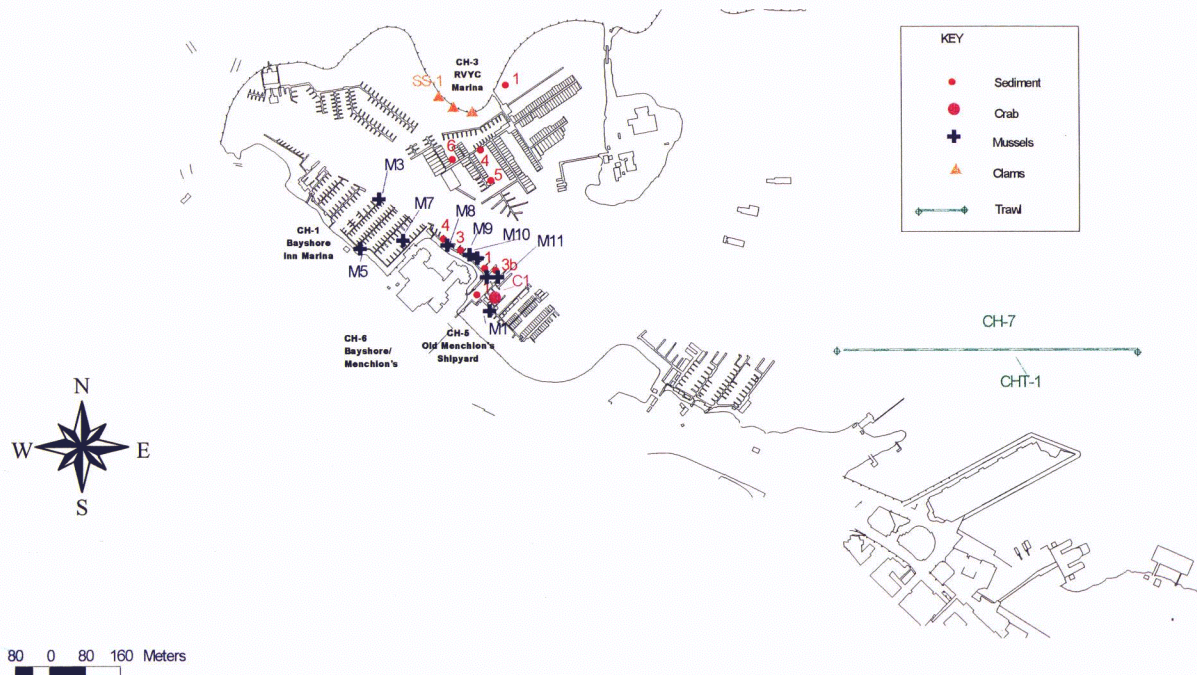 KEY
Sediment
Crab
Mussels
Clams
Trawl
CH-3
RVYC
Marina
SS-1
1
6
4
5
M3
M7
M8
M9
M10
M11
4
3
1
3b
C1
1
M1
M5
CH-1
Bayshore
Inn Marina
CH-6
Bayshore/
Menchion's
CH-5
Old Menchion's
Shipyard
CH-7
CHT-1
N
W E
S
80 0 80 160 Meters